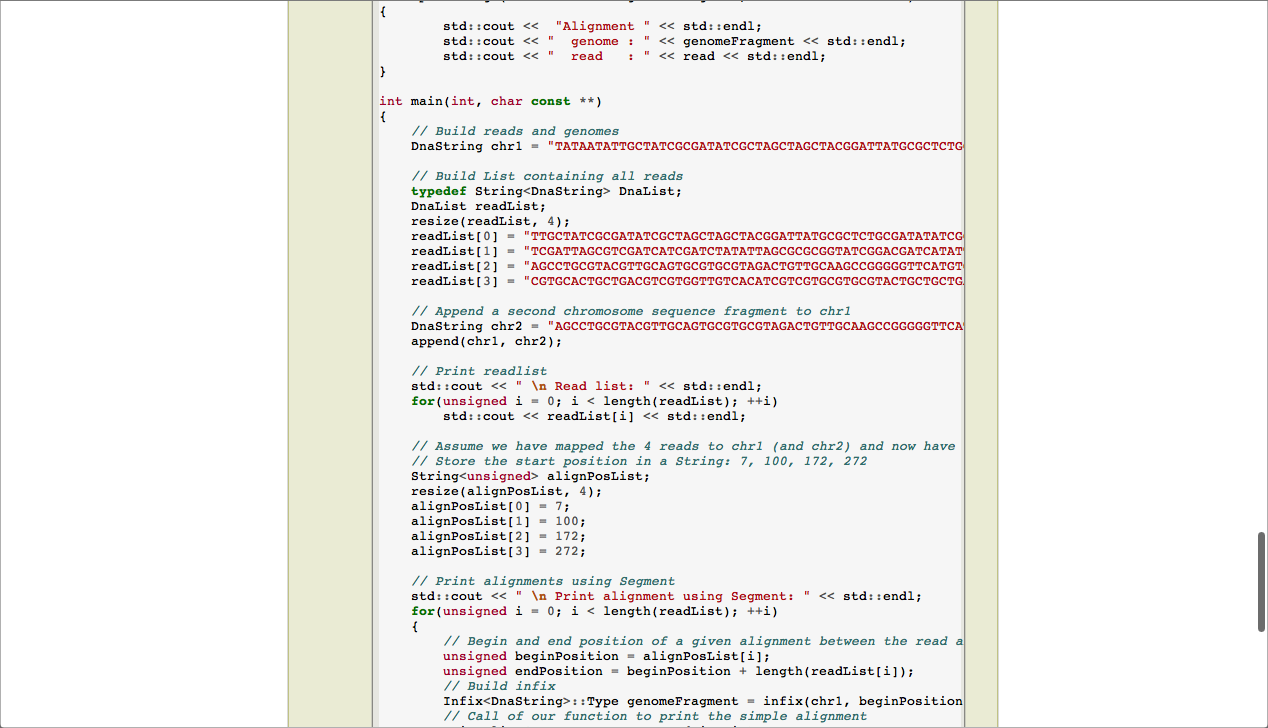 {
std::cout << "Alignment " << std::endl;
std::cout << " genome : " << genomeFragment << std::endl;
std::cout << " read : " << read << std::endl;
}
int main(int, char const **)
{
// Build reads and genomes
DnaString chr1 = "TATAATATTGCTATCGCGATATCGCTAGCTAGCTACGGATTATGCGCTCTG
// Build List containing all reads
typedef String<DnaString> DnaList;
DnaList readList;
resize(readList, 4);
readList[0] = "TTGCTATCGCGATATCGCTAGCTAGCTACGGATTATGCGCTCTGCGATATATCG
readList[1] = "TCGATTAGCGTCGATCATCGATCTATATTAGCGCGCGGTATCGGACGATCATAT
readList[2] = "AGCCTGCGTACGTTGCAGTGCGTGCGTAGACTGTTGCAAGCCGGGGGTTCATGT
readList[3] = "CGTGCACTGCTGACGTCGTGGTTGTCACATCGTCGTGCGTGCGTACTGCTGCTG
// Append a second chromosome sequence fragment to chr1
DnaString chr2 = "AGCCTGCGTACGTTGCAGTGCGTGCGTAGACTGTTGCAAGCCGGGGGTTCA
append(chr1, chr2);
// Print readlist
std::cout << " \n Read list: " << std::endl;
for(unsigned i = 0; i < length(readList); ++i)
std::cout << readList[i] << std::endl;
// Assume we have mapped the 4 reads to chr1 (and chr2) and now have
// Store the start position in a String: 7, 100, 172, 272
String<unsigned> alignPosList;
resize(alignPosList, 4);
alignPosList[0] = 7;
alignPosList[1] = 100;
alignPosList[2] = 172;
alignPosList[3] = 272;
// Print alignments using Segment
std::cout << " \n Print alignment using Segment: " << std::endl;
for(unsigned i = 0; i < length(readList); ++i)
{
// Begin and end position of a given alignment between the read a
unsigned beginPosition = alignPosList[i];
unsigned endPosition = beginPosition + length(readList[i]);
// Build infix
Infix<DnaString>::Type genomeFragment = infix(chr1, beginPosition
// Call of our function to print the simple alignment